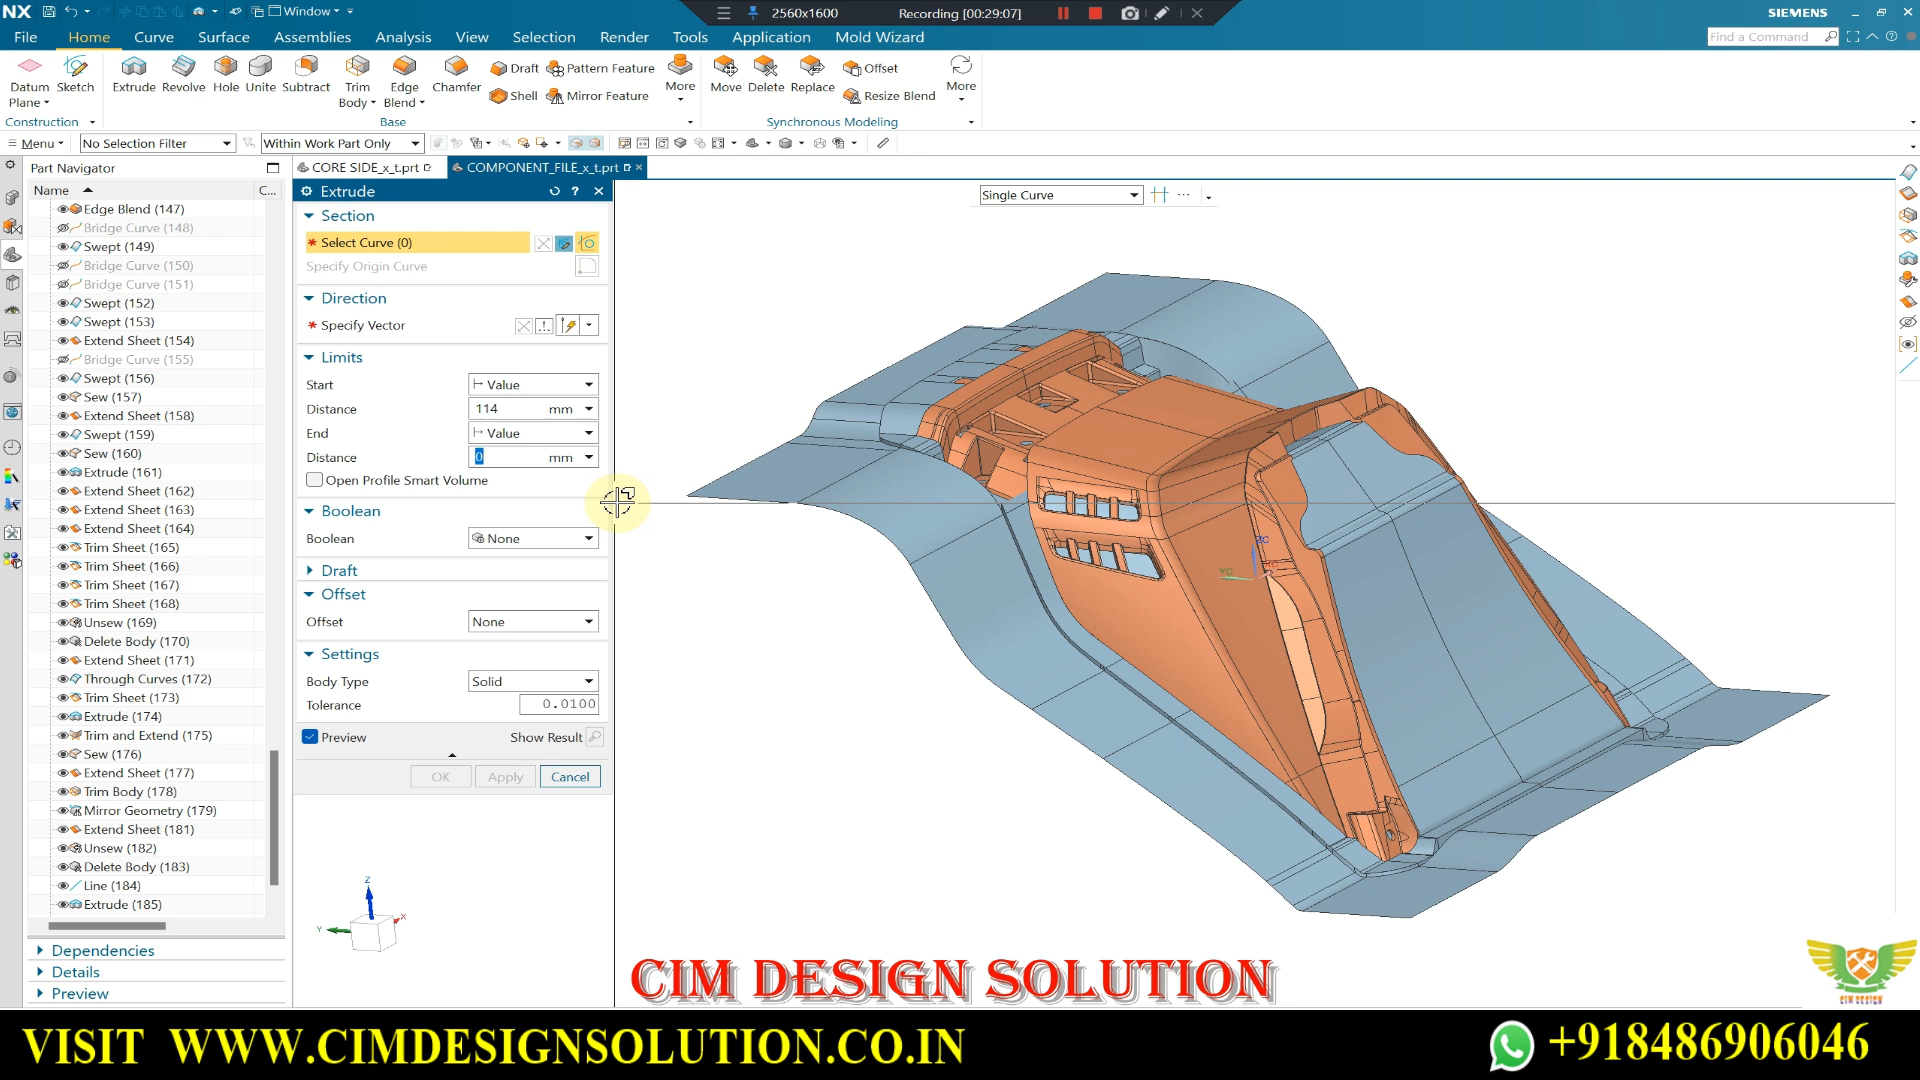 NX
Window
2560x1600
Recording [00:29:07]
SIEMENS
File Home Curve Surface Assemblies Analysis View Selection Render Tools Application Mold Wizard
Find a Command
Datum Plane
Sketch
Extrude
Revolve
Hole
Unite
Subtract
Trim Body
Edge Blend
Chamfer
Draft
Shell
Pattern Feature
Mirror Feature
More
Move
Delete
Replace
Offset
Resize Blend
More
Construction
Base
Synchronous Modeling
Menu
No Selection Filter
Within Work Part Only
Part Navigator
CORE SIDE_x_t.prt
COMPONENT_FILE_x_t.prt
Name
C...
Edge Blend (147)
Bridge Curve (148)
Swept (149)
Bridge Curve (150)
Bridge Curve (151)
Swept (152)
Swept (153)
Extend Sheet (154)
Bridge Curve (155)
Swept (156)
Sew (157)
Extend Sheet (158)
Swept (159)
Sew (160)
Extrude (161)
Extend Sheet (162)
Extend Sheet (163)
Extend Sheet (164)
Trim Sheet (165)
Trim Sheet (166)
Trim Sheet (167)
Trim Sheet (168)
Unsew (169)
Delete Body (170)
Extend Sheet (171)
Through Curves (172)
Trim Sheet (173)
Extrude (174)
Trim and Extend (175)
Sew (176)
Extend Sheet (177)
Trim Body (178)
Mirror Geometry (179)
Extend Sheet (181)
Unsew (182)
Delete Body (183)
Line (184)
Extrude (185)
Dependencies
Details
Preview
Extrude
Section
* Select Curve (0)
Specify Origin Curve
Direction
* Specify Vector
Limits
Start Value
Distance 114 mm
End Value
Distance 0 mm
Open Profile Smart Volume
Boolean
Boolean None
Draft
Offset
Offset None
Settings
Body Type Solid
Tolerance 0.0100
Preview Show Result
OK Apply Cancel
Single Curve
ZC
YC
XC
Z
Y
X
CIM DESIGN SOLUTION
CIM DESIGN
VISIT WWW.CIMDESIGNSOLUTION.CO.IN
+918486906046